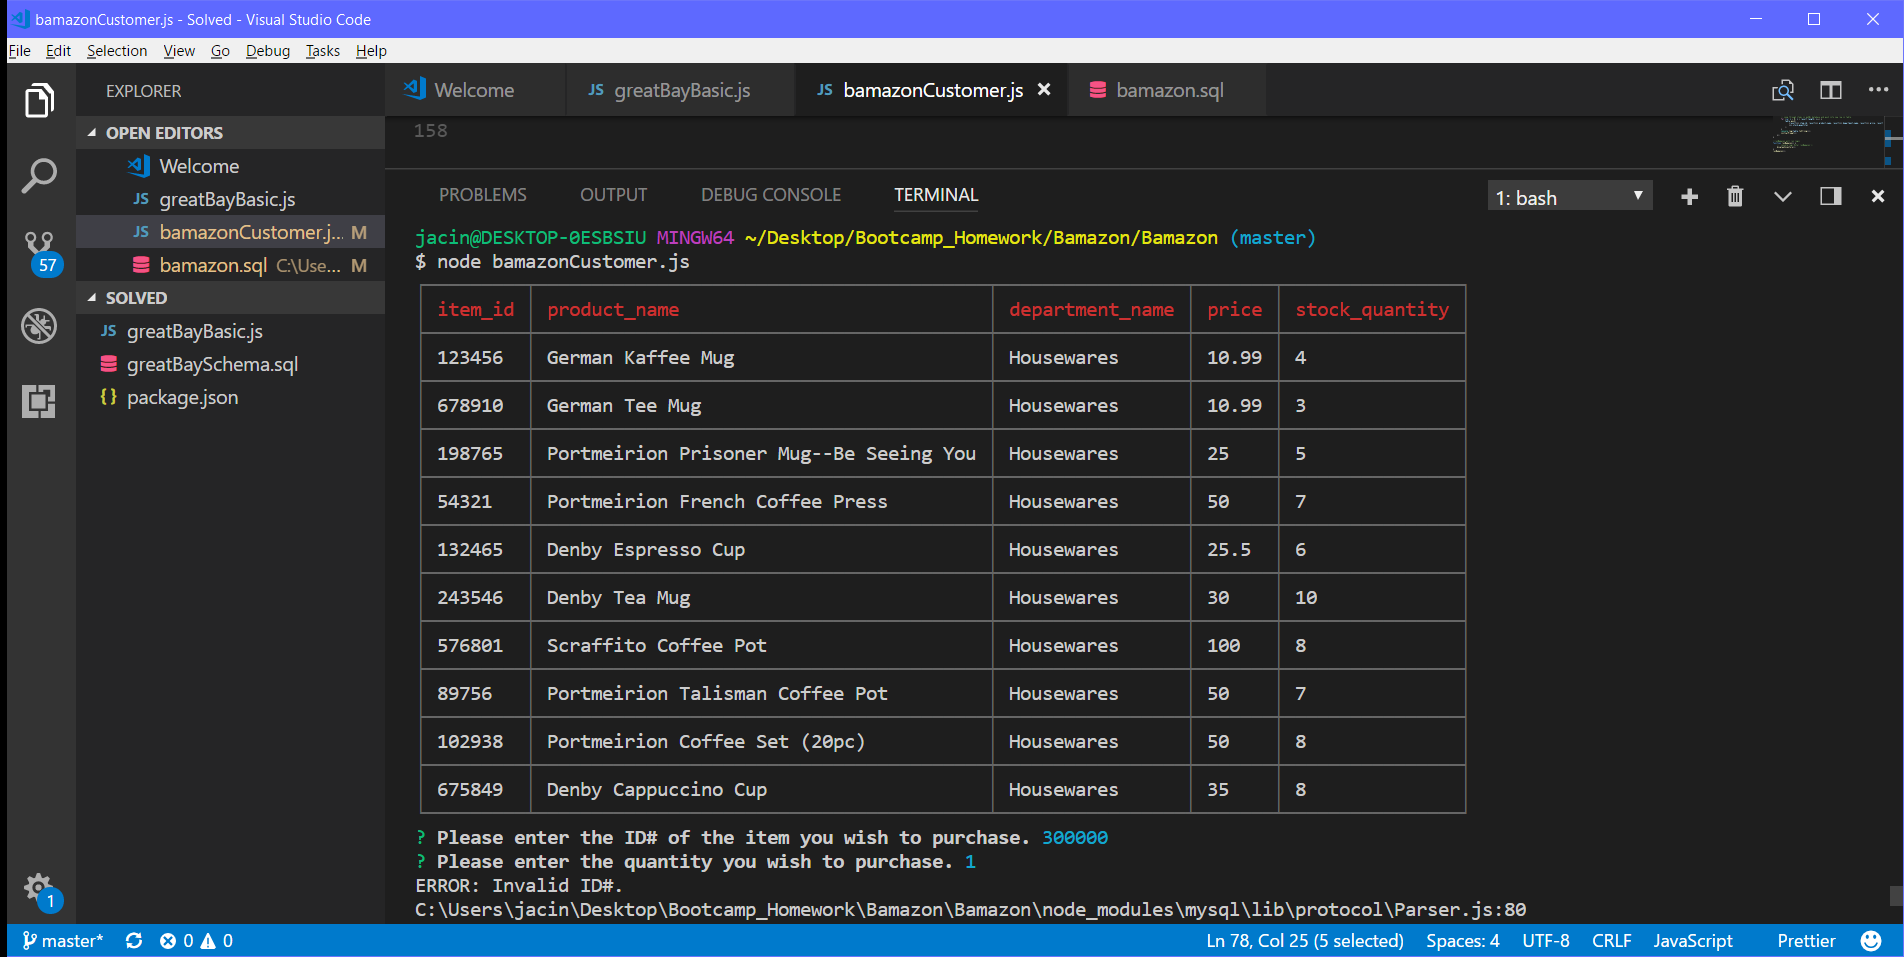 bamazonCustomer.js - Solved - Visual Studio Code
File Edit Selection View Go Debug Tasks Help
EXPLORER
OPEN EDITORS
Welcome
JS greatBayBasic.js
JS bamazonCustomer.j... M
bamazon.sql C:\Use... M
SOLVED
JS greatBayBasic.js
greatBaySchema.sql
{} package.json
57
1
Welcome JS greatBayBasic.js JS bamazonCustomer.js bamazon.sql
158
PROBLEMS OUTPUT DEBUG CONSOLE TERMINAL 1: bash
jacin@DESKTOP-0ESBSIU MINGW64 ~/Desktop/Bootcamp_Homework/Bamazon/Bamazon (master)
$ node bamazonCustomer.js
item_id product_name department_name price stock_quantity
123456 German Kaffee Mug Housewares 10.99 4
678910 German Tee Mug Housewares 10.99 3
198765 Portmeirion Prisoner Mug--Be Seeing You Housewares 25 5
54321 Portmeirion French Coffee Press Housewares 50 7
132465 Denby Espresso Cup Housewares 25.5 6
243546 Denby Tea Mug Housewares 30 10
576801 Scraffito Coffee Pot Housewares 100 8
89756 Portmeirion Talisman Coffee Pot Housewares 50 7
102938 Portmeirion Coffee Set (20pc) Housewares 50 8
675849 Denby Cappuccino Cup Housewares 35 8
? Please enter the ID# of the item you wish to purchase. 300000
? Please enter the quantity you wish to purchase. 1
ERROR: Invalid ID#.
C:\Users\jacin\Desktop\Bootcamp_Homework\Bamazon\Bamazon\node_modules\mysql\lib\protocol\Parser.js:80
master* 0 0 Ln 78, Col 25 (5 selected) Spaces: 4 UTF-8 CRLF JavaScript Prettier